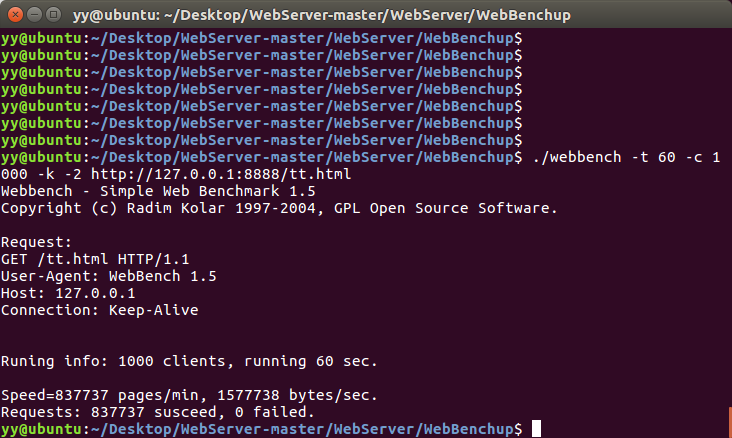 yy@ubuntu: ~/Desktop/WebServer-master/WebServer/WebBenchup
yy@ubuntu:~/Desktop/WebServer-master/WebServer/WebBenchup$
yy@ubuntu:~/Desktop/WebServer-master/WebServer/WebBenchup$
yy@ubuntu:~/Desktop/WebServer-master/WebServer/WebBenchup$
yy@ubuntu:~/Desktop/WebServer-master/WebServer/WebBenchup$
yy@ubuntu:~/Desktop/WebServer-master/WebServer/WebBenchup$
yy@ubuntu:~/Desktop/WebServer-master/WebServer/WebBenchup$
yy@ubuntu:~/Desktop/WebServer-master/WebServer/WebBenchup$
yy@ubuntu:~/Desktop/WebServer-master/WebServer/WebBenchup$ ./webbench -t 60 -c 1
000 -k -2 http://127.0.0.1:8888/tt.html
Webbench - Simple Web Benchmark 1.5
Copyright (c) Radim Kolar 1997-2004, GPL Open Source Software.
Request:
GET /tt.html HTTP/1.1
User-Agent: WebBench 1.5
Host: 127.0.0.1
Connection: Keep-Alive
Runing info: 1000 clients, running 60 sec.
Speed=837737 pages/min, 1577738 bytes/sec.
Requests: 837737 susceed, 0 failed.
yy@ubuntu:~/Desktop/WebServer-master/WebServer/WebBenchup$